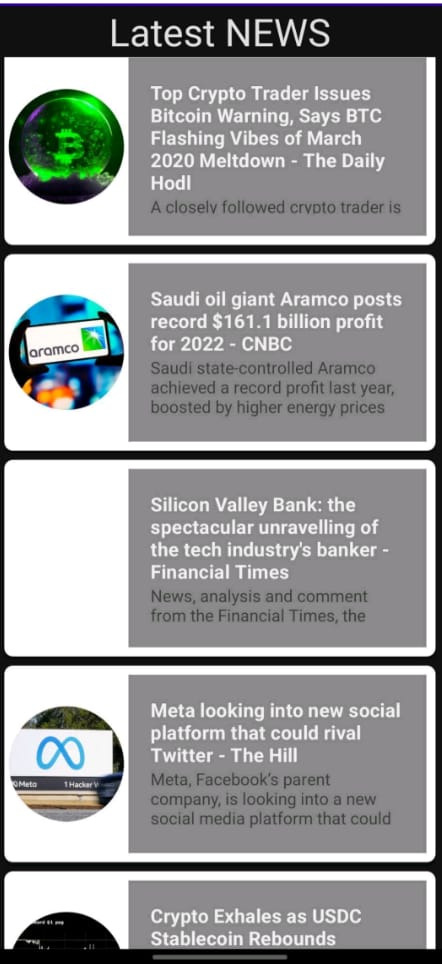 Latest NEWS
Top Crypto Trader Issues
Bitcoin Warning, Says BTC
Flashing Vibes of March
2020 Meltdown - The Daily
Hodl
A closely followed crypto trader is
aramco
Saudi oil giant Aramco posts
record $161.1 billion profit
for 2022 - CNBC
Saudi state-controlled Aramco
achieved a record profit last year,
boosted by higher energy prices
Silicon Valley Bank: the
spectacular unravelling of
the tech industry's banker -
Financial Times
News, analysis and comment
from the Financial Times, the
Meta 1 Hacker
Meta looking into new social
platform that could rival
Twitter - The Hill
Meta, Facebook's parent
company, is looking into a new
social media platform that could
Crypto Exhales as USDC
Stablecoin Rebounds